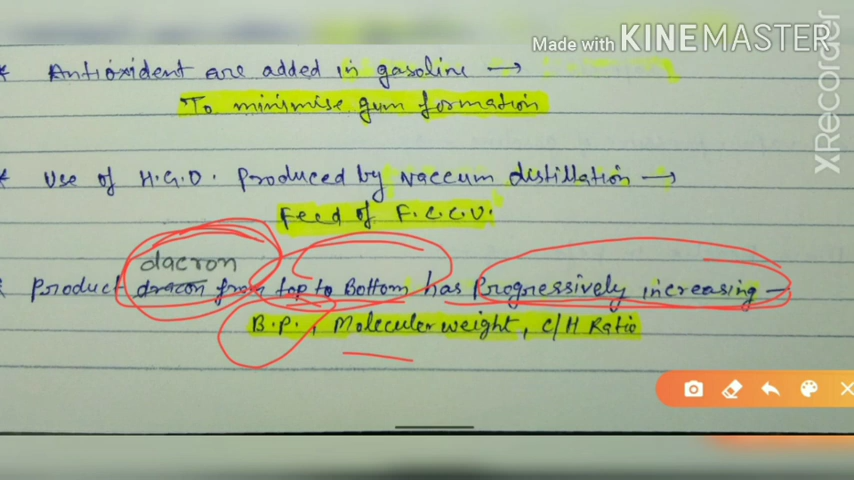 Made with KINEMASTER
XRecorder
* Antioxident are added in gasoline →
To minimise gum formation
* Use of H.G.O. Produced by Vaccum distillation →
Feed of F.C.C.U.
dacron
* Product dracon from top to Bottom has Progressively increasing –
B.P., Moleculer weight, C/H Ratio